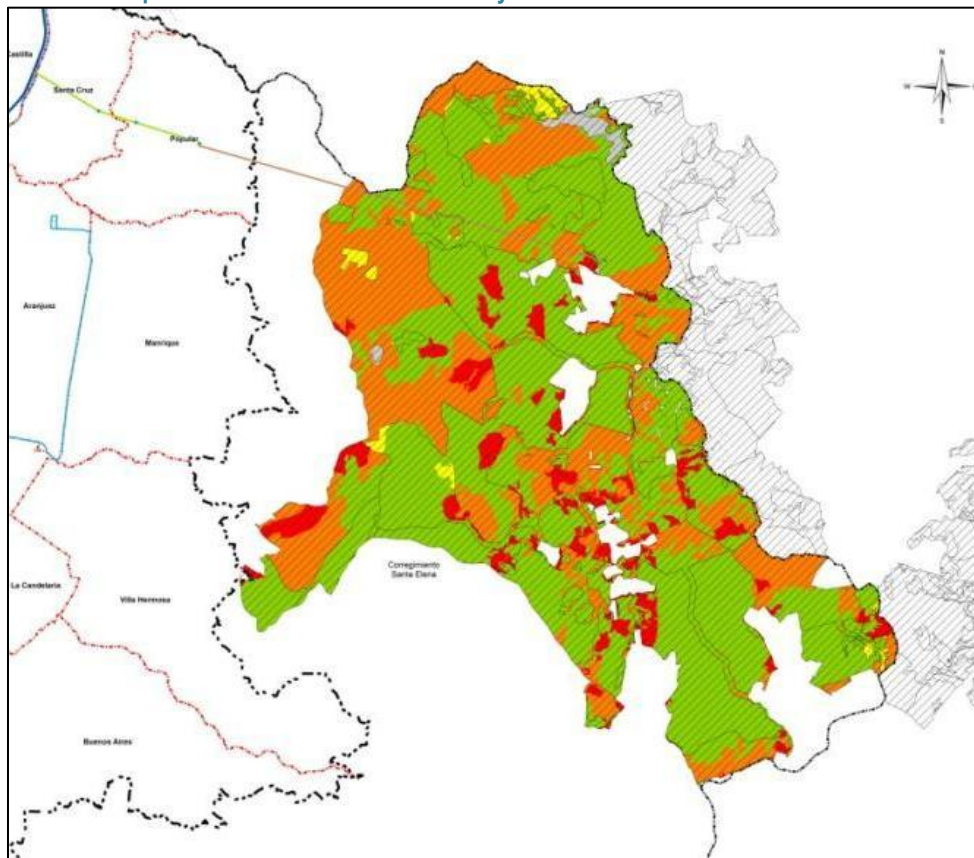 Castilla
Santa Cruz
Popular
Aranjuez
Manrique
La Candelaria
Villa Hermosa
Corregimiento
Santa Elena
Buenos Aires
N
W
S